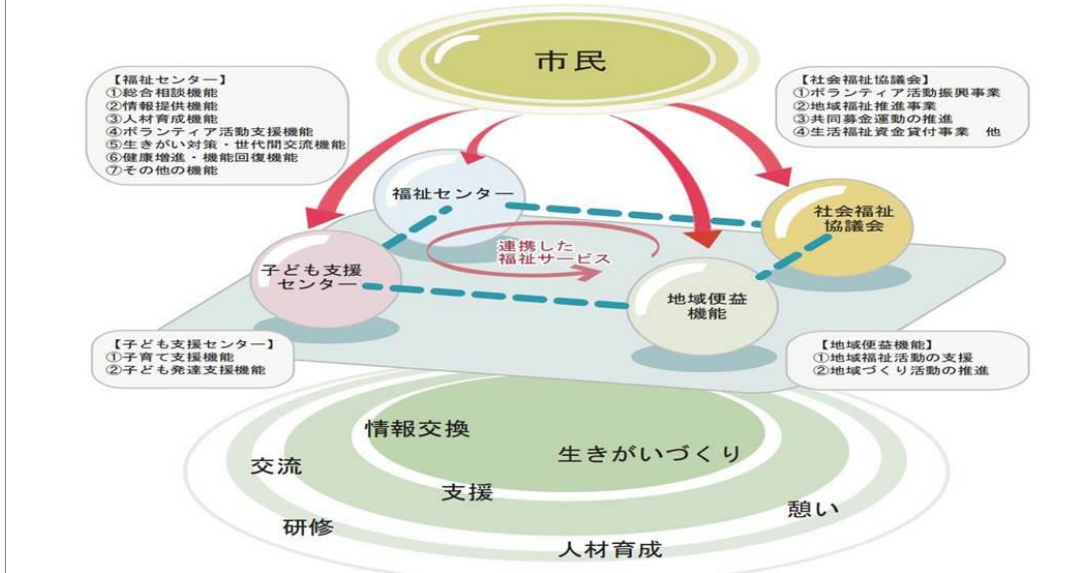 市民
【福祉センター】
①総合相談機能
②情報提供機能
③人材育成機能
④ボランティア活動支援機能
⑤生きがい対策・世代間交流機能
⑥健康増進・機能回復機能
⑦その他の機能
【社会福祉協議会】
①ボランティア活動振興事業
②地域福祉推進事業
③共同募金運動の推進
④生活福祉資金貸付事業 他
福祉センター
社会福祉
協議会
連携した
福祉サービス
子ども支援
センター
地域便益
機能
【子ども支援センター】
①子育て支援機能
②子ども発達支援機能
【地域便益機能】
①地域福祉活動の支援
②地域づくり活動の推進
情報交換
生きがいづくり
交流
支援
憩い
研修
人材育成